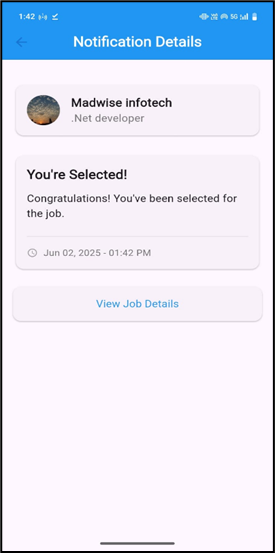 1:42
5G
Notification Details
Madwise infotech
.Net developer
You're Selected!
Congratulations! You've been selected for
the job.
Jun 02, 2025 - 01:42 PM
View Job Details